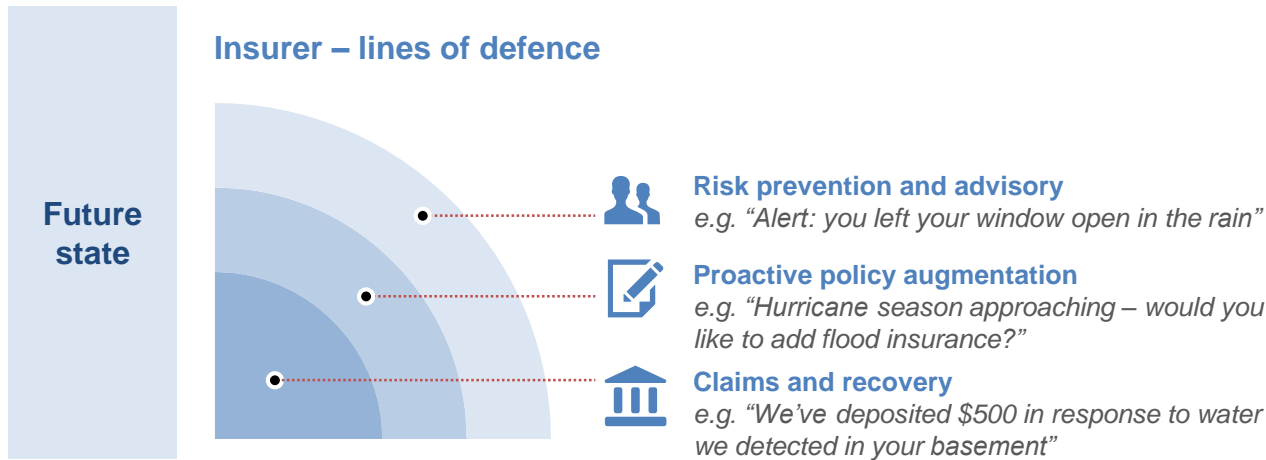 Insurer – lines of defence
Future
state
Risk prevention and advisory
e.g. “Alert: you left your window open in the rain”
Proactive policy augmentation
e.g. “Hurricane season approaching – would you
like to add flood insurance?”
Claims and recovery
e.g. “We’ve deposited $500 in response to water
we detected in your basement”